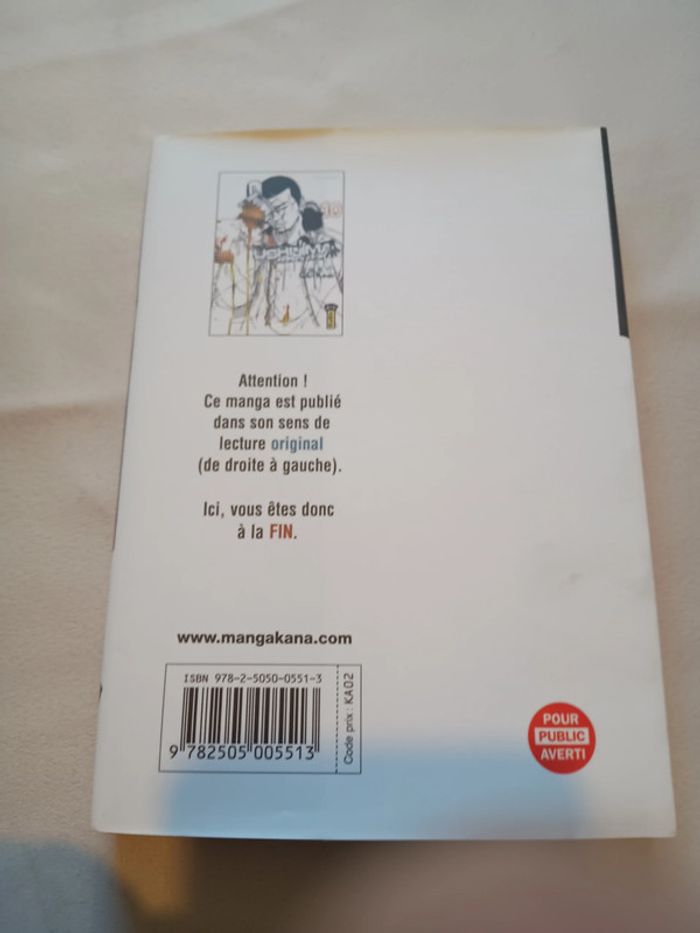 USHIJIMA
Attention !
Ce manga est publié
dans son sens de
lecture original
(de droite à gauche).
Ici, vous êtes donc
à la FIN.
www.mangakana.com
ISBN 978-2-5050-0551-3
9 782505 005513
Code prix : KA02
POUR
PUBLIC
AVERTI